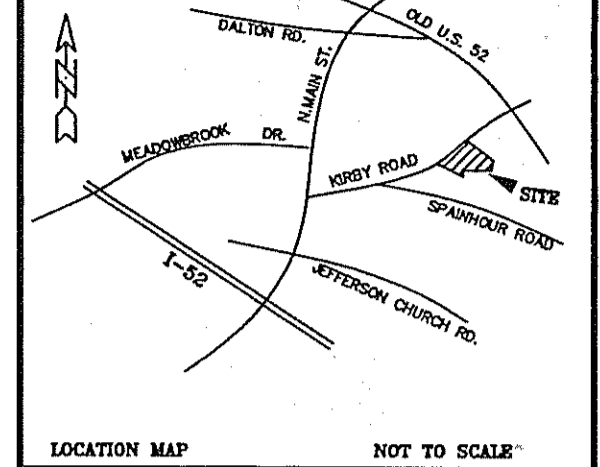 OLD U.S. 52
DALTON RD.
N
N.MAIN ST.
MEADOWBROOK DR.
KIRBY ROAD
SITE
SPAINHOUR ROAD
I-52
JEFFERSON CHURCH RD.
LOCATION MAP
NOT TO SCALE